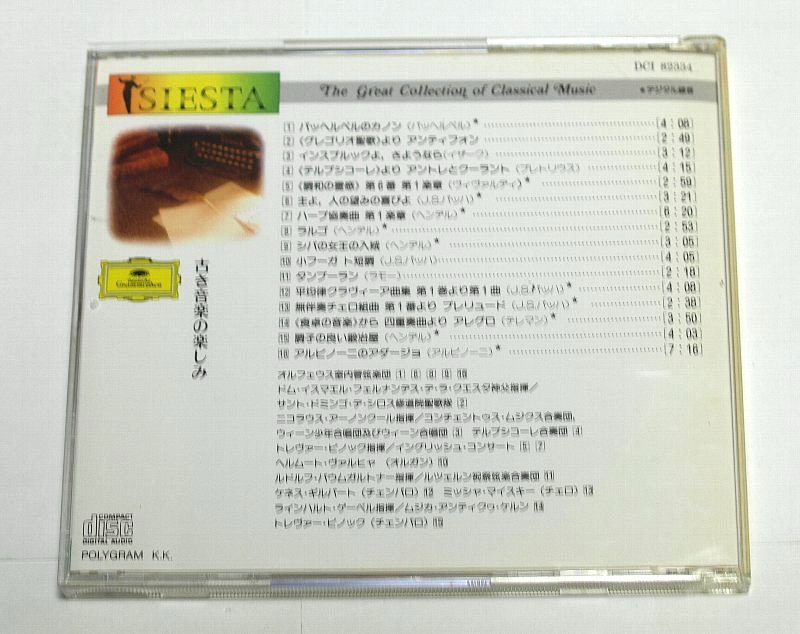 DCI 82334
SIESTA
The Great Collection of Classical Music
★デジタル録音
1 パッヘルベルのカノン (パッヘルベル)★ [4:08]
2 《グレゴリオ聖歌》より アンティフォン [2:49]
3 インスブルックよ、さようなら(イザーク) [3:12]
4 《テルプシコーレ》より アントレとクーラント (プレトリウス) [4:15]
5 《調和の霊感》 第6番 第1楽章 (ヴィヴァルディ)★ [2:59]
6 主よ、人の望みの喜びよ (J.S.バッハ)★ [3:21]
7 ハープ協奏曲 第1楽章 (ヘンデル)★ [6:20]
8 ラルゴ (ヘンデル)★ [2:53]
9 シバの女王の入城 (ヘンデル)★ [3:05]
10 小フーガ ト短調 (J.S.バッハ) [4:05]
11 タンブーラン (ラモー) [2:18]
12 平均律クラヴィーア曲集 第1巻より第1曲 (J.S.バッハ)★ [4:08]
13 無伴奏チェロ組曲 第1番より プレリュード (J.S.バッハ)★ [2:38]
14 《食卓の音楽》から 四重奏曲より アレグロ (テレマン)★ [3:50]
15 調子の良い鍛冶屋 (ヘンデル)★ [4:03]
16 アルビノーニのアダージョ (アルビノーニ)★ [7:16]
古き音楽の楽しみ
オルフェウス室内管弦楽団 1 6 8 9 16
ドム・イスマエル・フェルナンデス・デ・ラ・クエスタ神父指揮/
サント・ドミンゴ・デ・シロス修道院聖歌隊 2
ニコラウス・アーノンクール指揮/コンチェントゥス・ムジクス合奏団,
ウィーン少年合唱団及びウィーン合唱団 3 テルプシコーレ合奏団 4
トレヴァー・ピノック指揮/イングリッシュ・コンサート 5 7
ヘルムート・ヴァルヒャ (オルガン) 10
ルドルフ・バウムガルトナー指揮/ルツェルン祝祭弦楽合奏団 11
ケネス・ギルバート (チェンバロ) 12 ミッシャ・マイスキー (チェロ) 13
ラインハルト・ゲーベル指揮/ムジカ・アンティクヮ・ケルン 14
トレヴァー・ピノック (チェンバロ) 15
COMPACT
disc
DIGITAL AUDIO
POLYGRAM K.K.